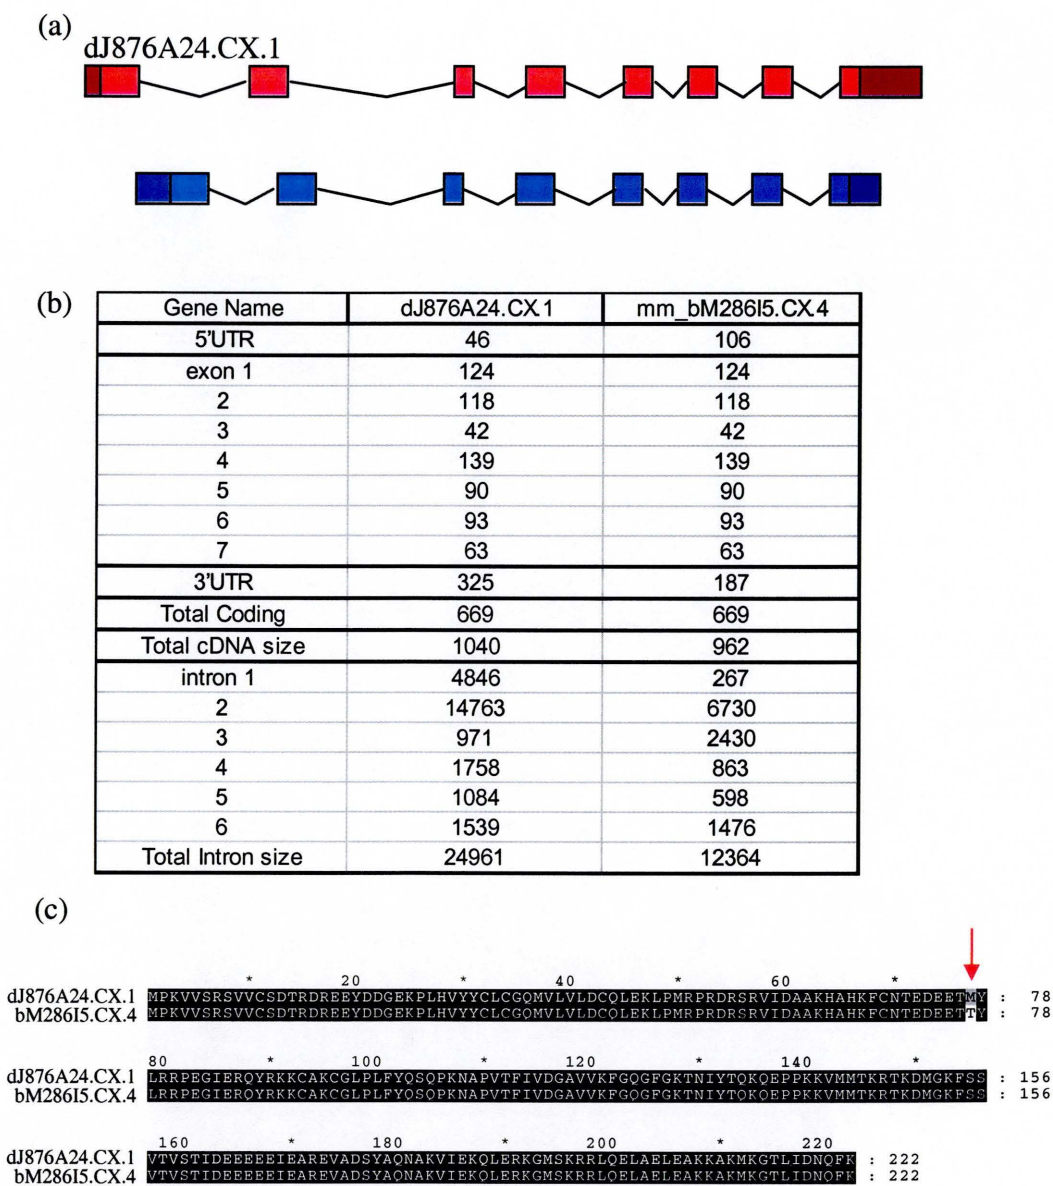 (a)
dJ876A24.CX.1
(b)
Gene Name dJ876A24.CX.1 mm_bM286I5.CX.4
5'UTR 46 106
exon 1 124 124
2 118 118
3 42 42
4 139 139
5 90 90
6 93 93
7 63 63
3'UTR 325 187
Total Coding 669 669
Total cDNA size 1040 962
intron 1 4846 267
2 14763 6730
3 971 2430
4 1758 863
5 1084 598
6 1539 1476
Total Intron size 24961 12364
(c)
* 20 * 40 * 60 *
dJ876A24.CX.1 MPKVVSRSVVCSDTRDREEYDDGEKPLHVYYCLCGQMVLVLDCQLEKLPMRPRDRSRVIDAAKHAHKFCNTEDEETMY : 78
bM286I5.CX.4 MPKVVSRSVVCSDTRDREEYDDGEKPLHVYYCLCGQMVLVLDCQLEKLPMRPRDRSRVIDAAKHAHKFCNTEDEETTY : 78
80 * 100 * 120 * 140 *
dJ876A24.CX.1 LRRPEGIERQYRKKCAKCGLPLFYQSQPKNAPVTFIVDGAVVKFGQGFGKTNIYTQKQEPPKKVMMTKRTKDMGKFSS : 156
bM286I5.CX.4 LRRPEGIERQYRKKCAKCGLPLFYQSQPKNAPVTFIVDGAVVKFGQGFGKTNIYTQKQEPPKKVMMTKRTKDMGKFSS : 156
160 * 180 * 200 * 220
dJ876A24.CX.1 VTVSTIDEEEEEIEAREVADSYAQNAKVIEKQLERKGMSKRRLQELAELEAKKAKMKGTLIDNQFK : 222
bM286I5.CX.4 VTVSTIDEEEEEIEAREVADSYAQNAKVIEKQLERKGMSKRRLQELAELEAKKAKMKGTLIDNQFK : 222